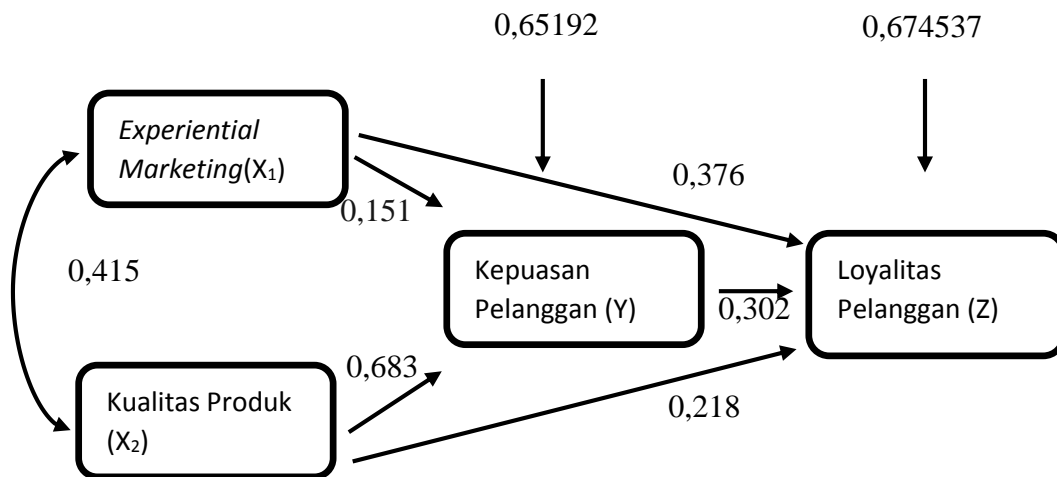 0,65192
0,674537
Experiential
Marketing(X₁)
0,376
0,151
0,415
Kepuasan
Pelanggan (Y)
0,302
Loyalitas
Pelanggan (Z)
0,683
Kualitas Produk
(X₂)
0,218